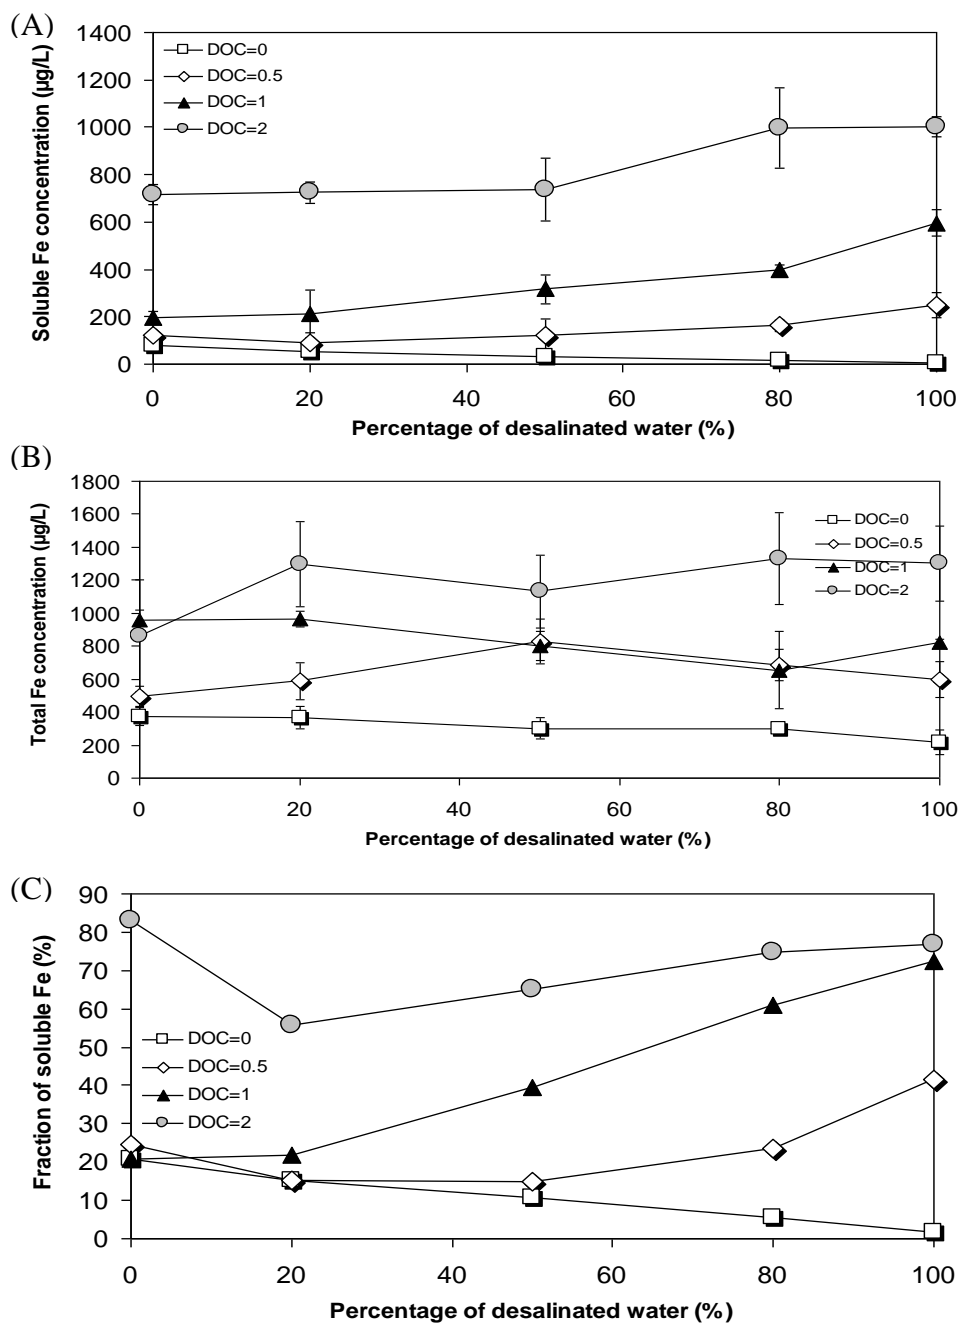 (A)
Soluble Fe concentration (µg/L)
1400
1200
1000
800
600
400
200
0
DOC=0
DOC=0.5
DOC=1
DOC=2
0 20 40 60 80 100
Percentage of desalinated water (%)
(B)
Total Fe concentration (µg/L)
1800
1600
1400
1200
1000
800
600
400
200
0
DOC=0
DOC=0.5
DOC=1
DOC=2
0 20 40 60 80 100
Percentage of desalinated water (%)
(C)
Fraction of soluble Fe (%)
90
80
70
60
50
40
30
20
10
0
DOC=0
DOC=0.5
DOC=1
DOC=2
0 20 40 60 80 100
Percentage of desalinated water (%)